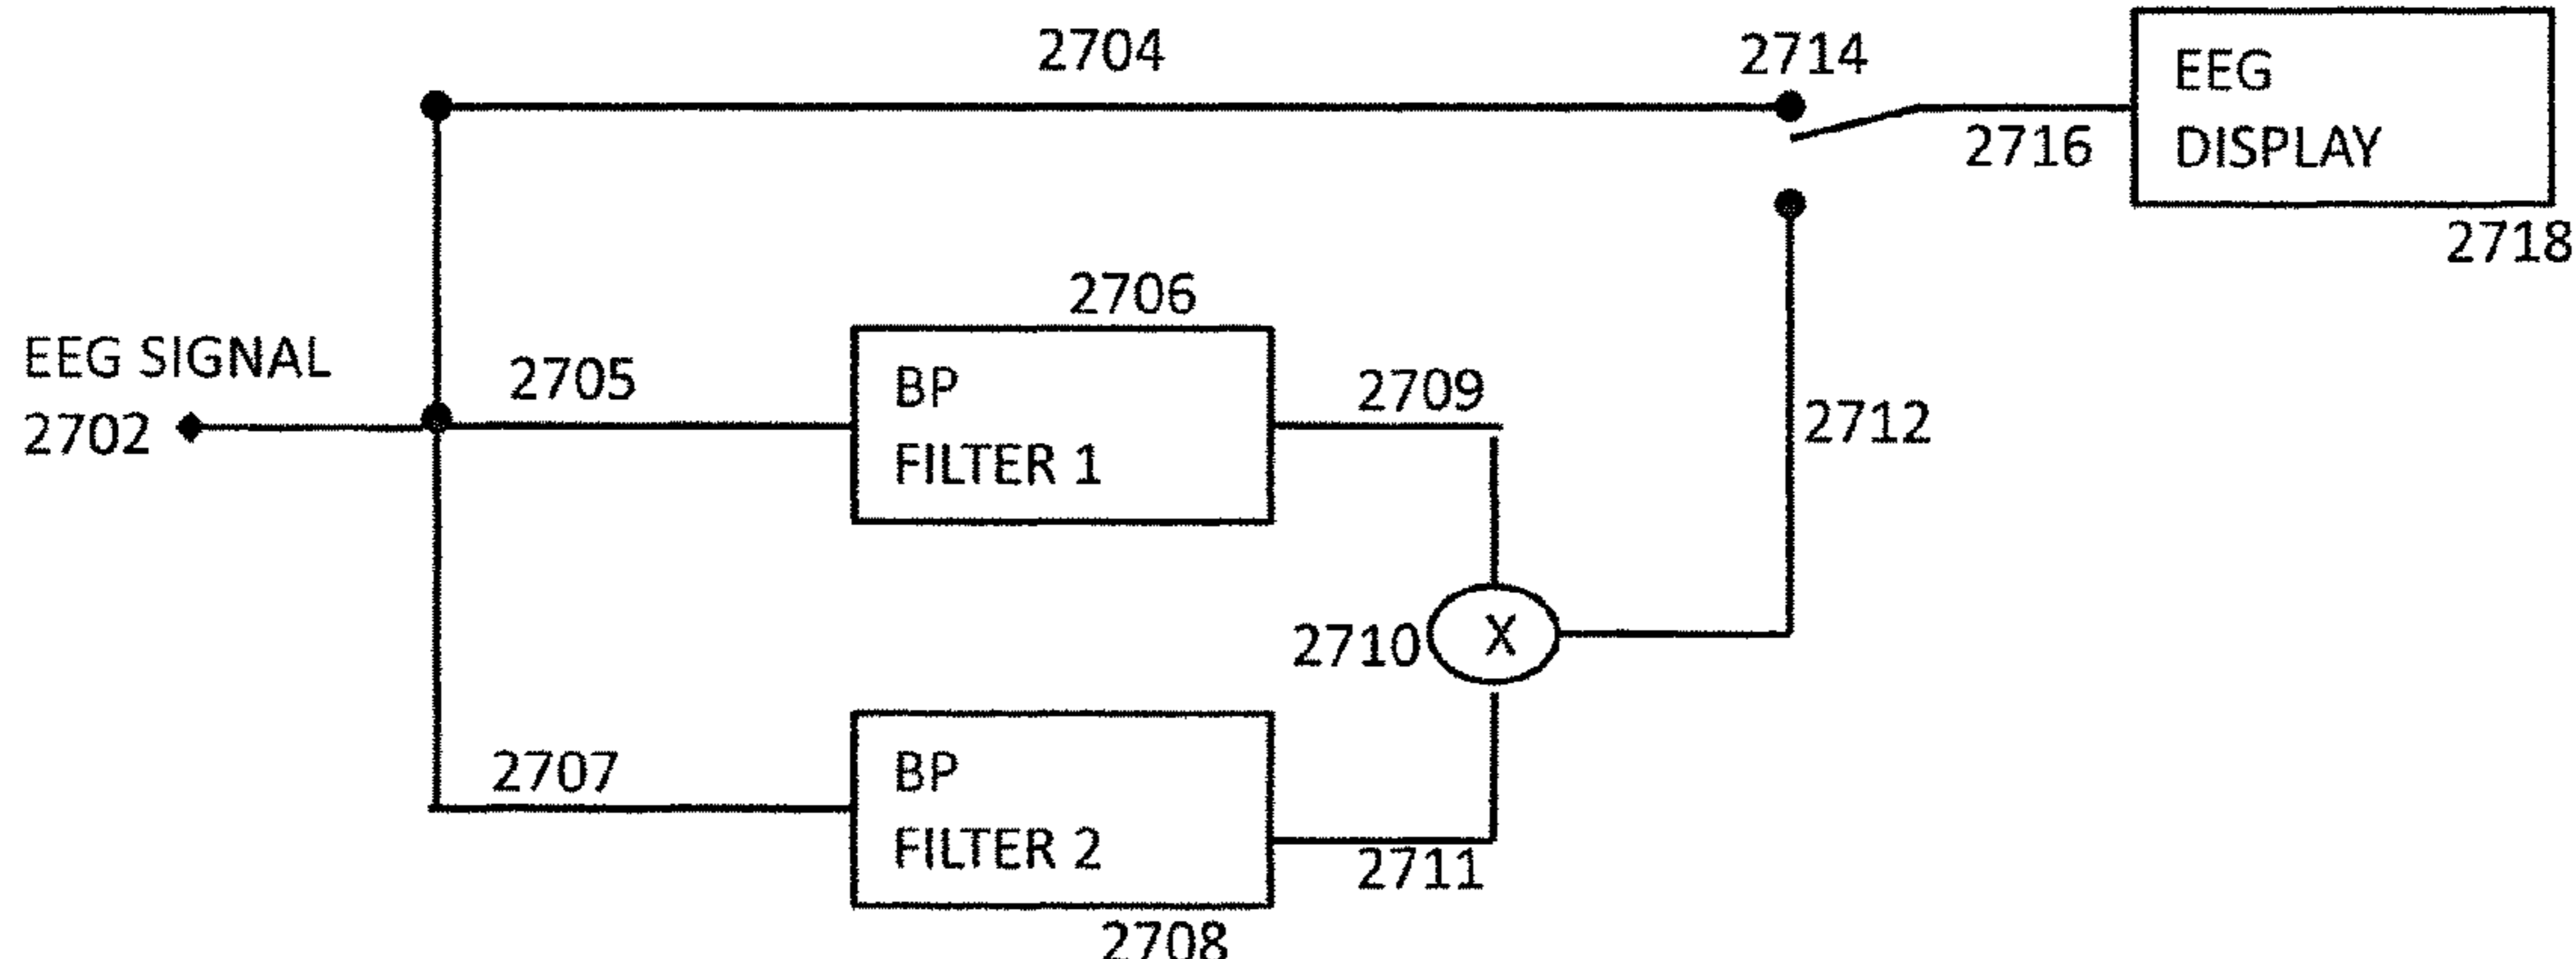 2704
2714
EEG
DISPLAY
2716
2718
2706
EEG SIGNAL
2702
2705
BP
FILTER 1
2709
2712
2710
X
2707
BP
FILTER 2
2711
2708